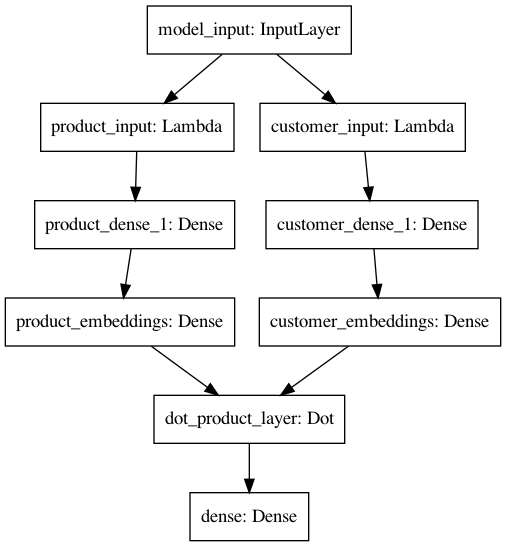 model_input: InputLayer
product_input: Lambda
customer_input: Lambda
product_dense_1: Dense
customer_dense_1: Dense
product_embeddings: Dense
customer_embeddings: Dense
dot_product_layer: Dot
dense: Dense